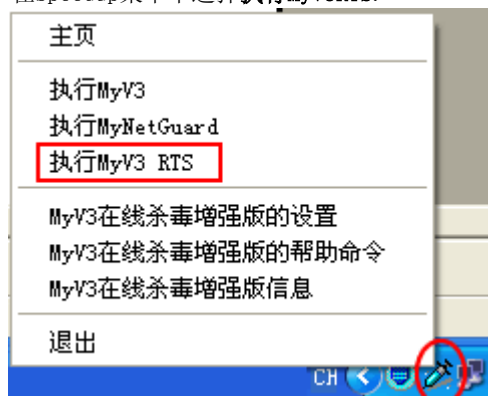 主页
执行MyV3
执行MyNetGuard
执行MyV3 RTS
MyV3在线杀毒增强版的设置
MyV3在线杀毒增强版的帮助命令
MyV3在线杀毒增强版信息
退出
CH